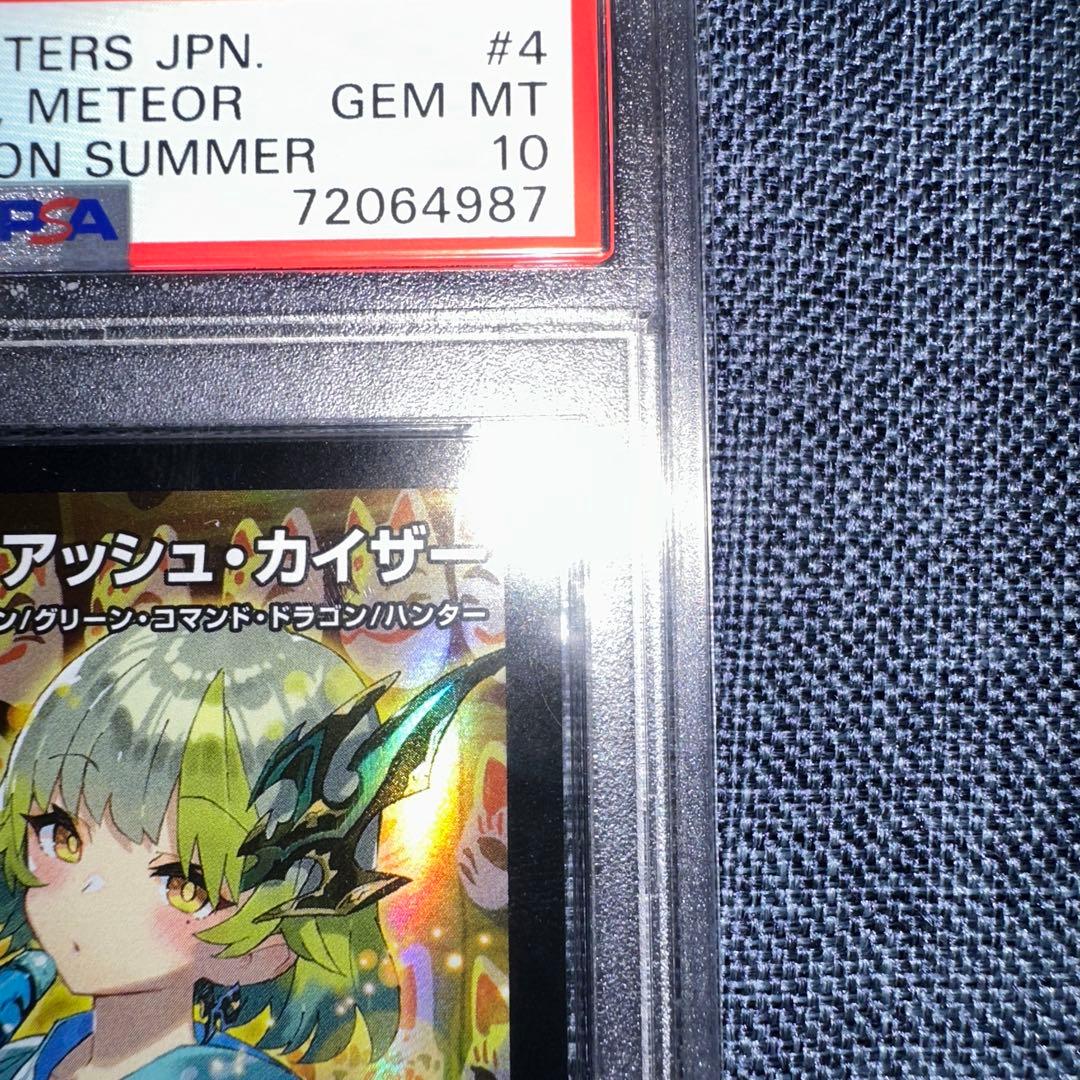 TERS JPN. #4
, METEOR GEM MT
ON SUMMER 10
PSA 72064987
アッシュ・カイザー
ン/グリーン・コマンド・ドラゴン/ハンター